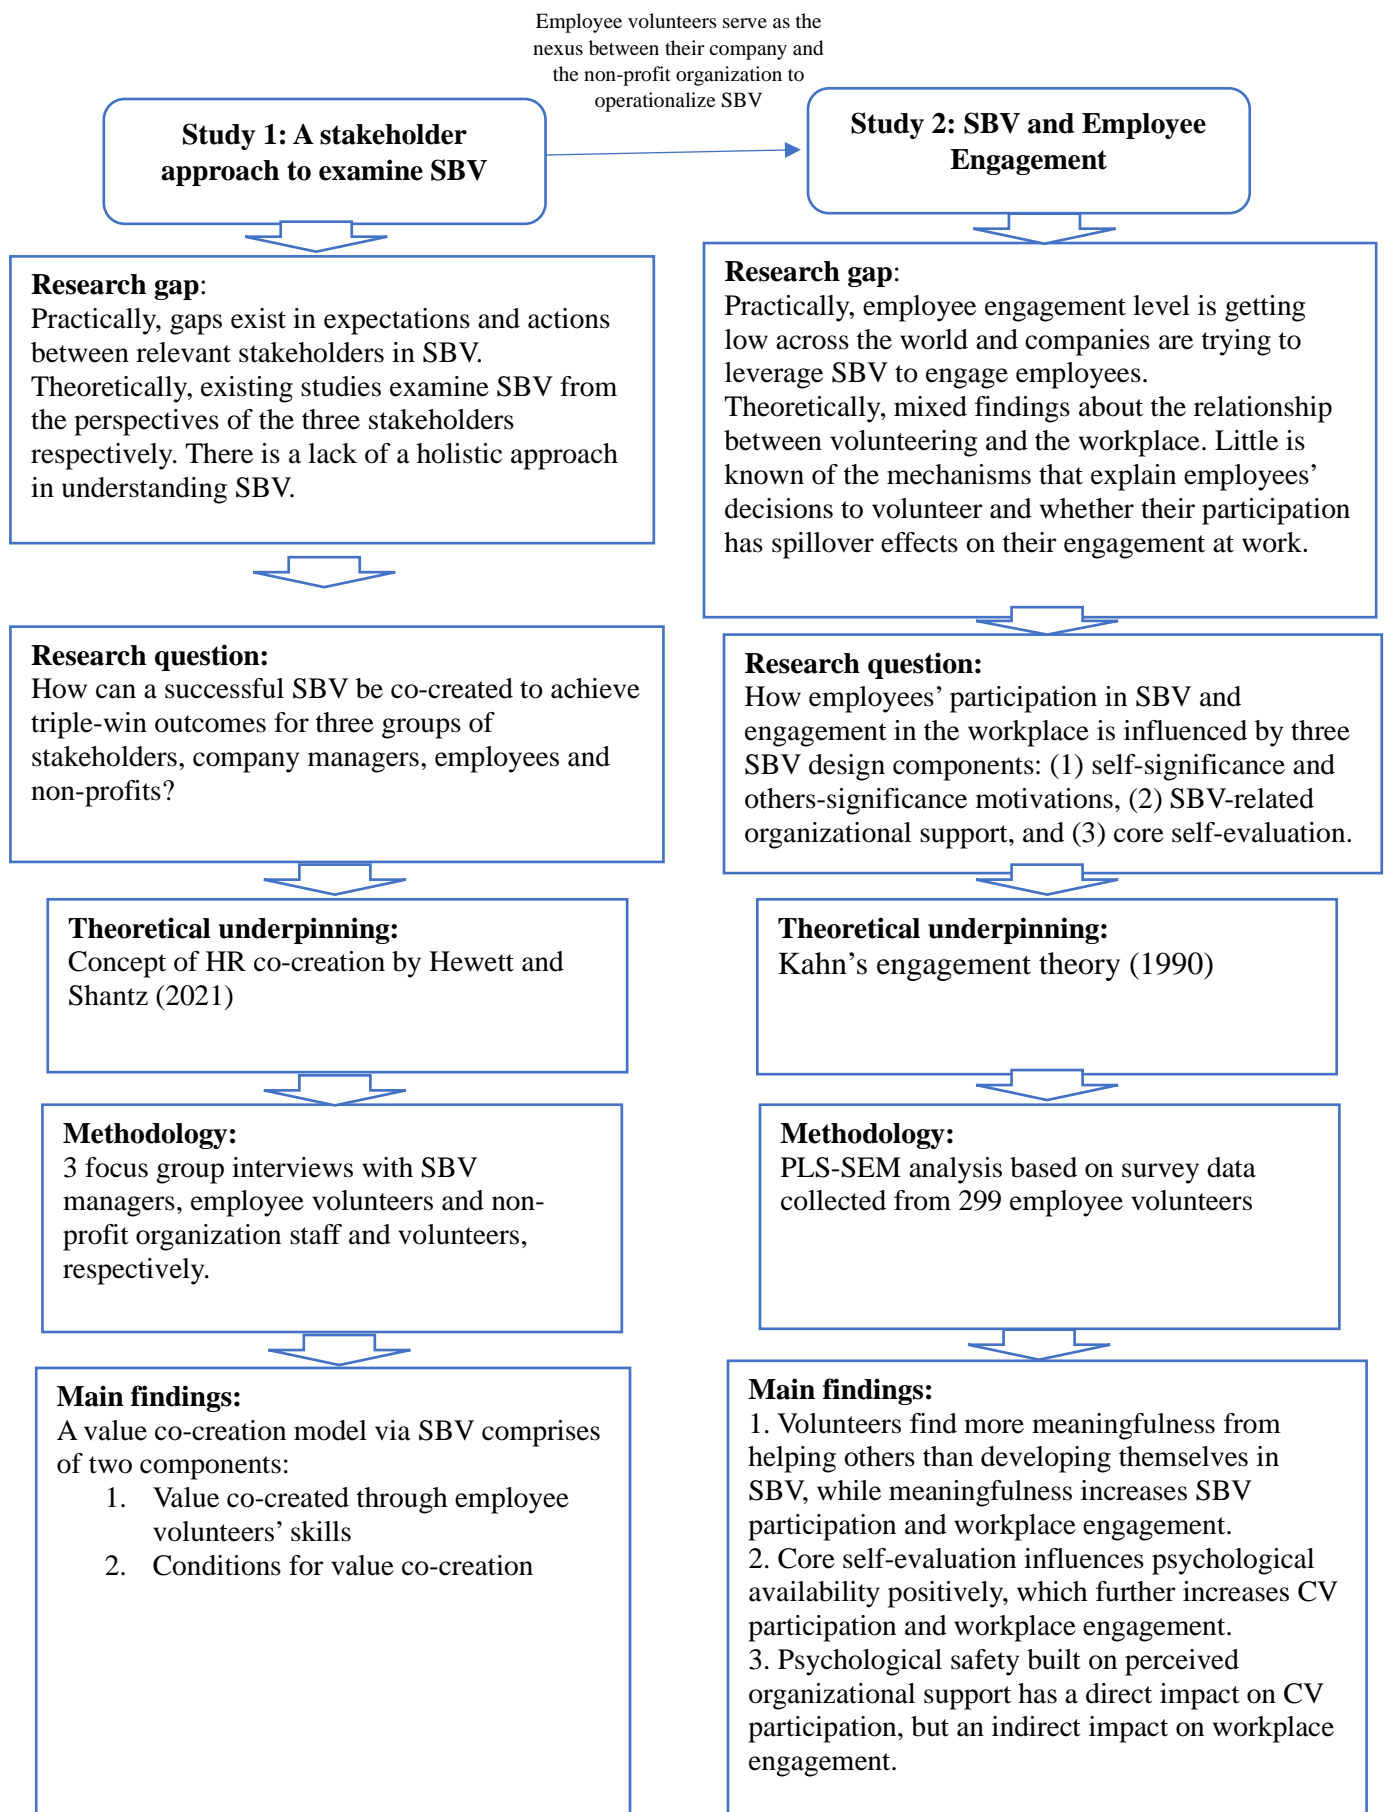 Employee volunteers serve as the
nexus between their company and
the non-profit organization to
operationalize SBV
Study 1: A stakeholder
approach to examine SBV
Study 2: SBV and Employee
Engagement
Research gap:
Practically, gaps exist in expectations and actions
between relevant stakeholders in SBV.
Theoretically, existing studies examine SBV from
the perspectives of the three stakeholders
respectively. There is a lack of a holistic approach
in understanding SBV.
Research gap:
Practically, employee engagement level is getting
low across the world and companies are trying to
leverage SBV to engage employees.
Theoretically, mixed findings about the relationship
between volunteering and the workplace. Little is
known of the mechanisms that explain employees’
decisions to volunteer and whether their participation
has spillover effects on their engagement at work.
Research question:
How can a successful SBV be co-created to achieve
triple-win outcomes for three groups of
stakeholders, company managers, employees and
non-profits?
Research question:
How employees’ participation in SBV and
engagement in the workplace is influenced by three
SBV design components: (1) self-significance and
others-significance motivations, (2) SBV-related
organizational support, and (3) core self-evaluation.
Theoretical underpinning:
Concept of HR co-creation by Hewett and
Shantz (2021)
Theoretical underpinning:
Kahn’s engagement theory (1990)
Methodology:
3 focus group interviews with SBV
managers, employee volunteers and non-
profit organization staff and volunteers,
respectively.
Methodology:
PLS-SEM analysis based on survey data
collected from 299 employee volunteers
Main findings:
A value co-creation model via SBV comprises
of two components:
1. Value co-created through employee
volunteers’ skills
2. Conditions for value co-creation
Main findings:
1. Volunteers find more meaningfulness from
helping others than developing themselves in
SBV, while meaningfulness increases SBV
participation and workplace engagement.
2. Core self-evaluation influences psychological
availability positively, which further increases CV
participation and workplace engagement.
3. Psychological safety built on perceived
organizational support has a direct impact on CV
participation, but an indirect impact on workplace
engagement.